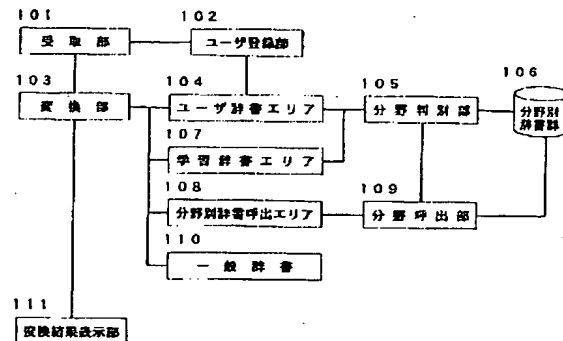 101
受取部
102
ユーザ登録部
103
変換部
104
ユーザ辞書エリア
105
分野判別部
106
分野別
辞書群
107
学習辞書エリア
108
分野別辞書呼出エリア
109
分野呼出部
110
一般辞書
111
変換結果表示部